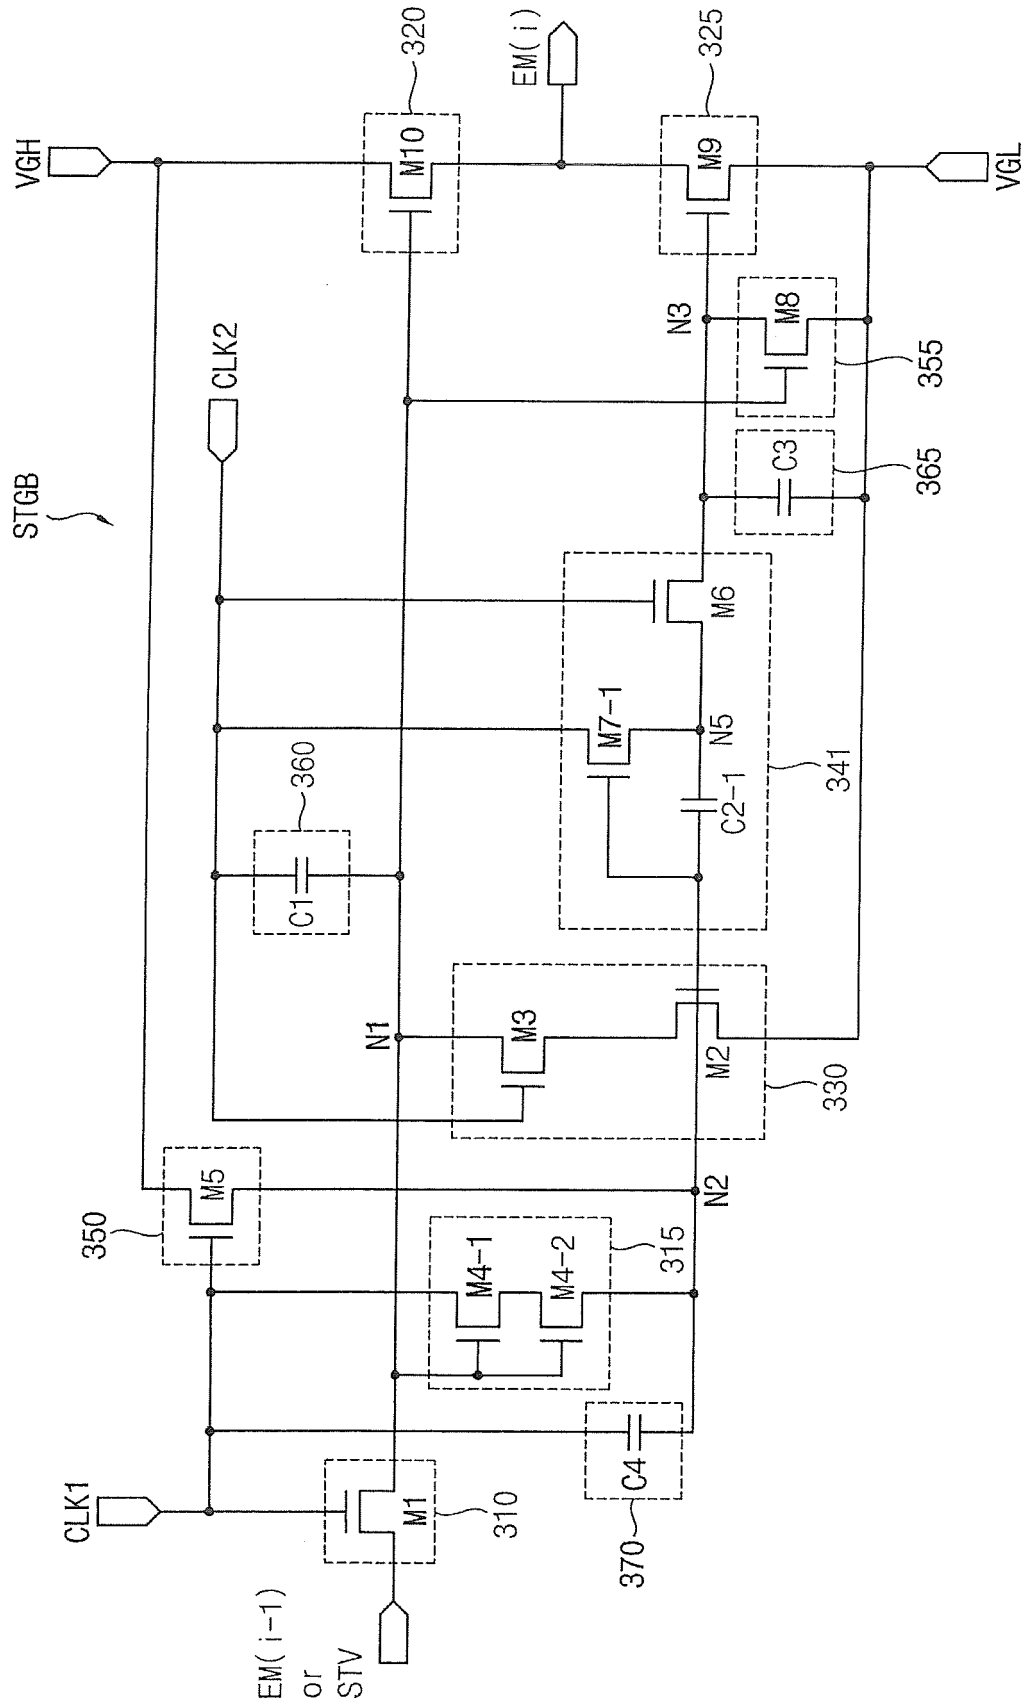 STGB
VGH
320
EM(i)
325
VGL
M10
M9
CLK2
N3
M8
355
C3
365
M6
M7-1
N5
C2-1
341
360
C1
N1
M3
M2
330
350
M5
N2
M4-1
M4-2
315
CLK1
M1
310
C4
370
EM(i-1)
or
STV